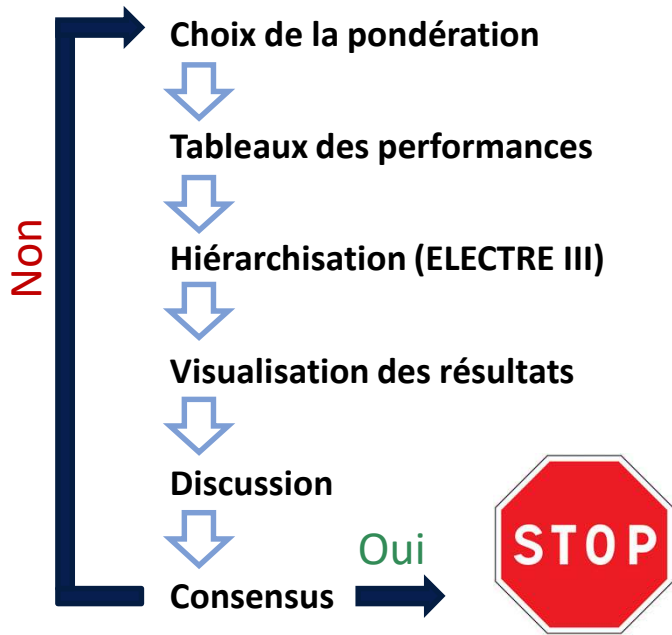 Choix de la pondération
Tableaux des performances
Non
Hiérarchisation (ELECTRE III)
Visualisation des résultats
Discussion
Oui
STOP
Consensus